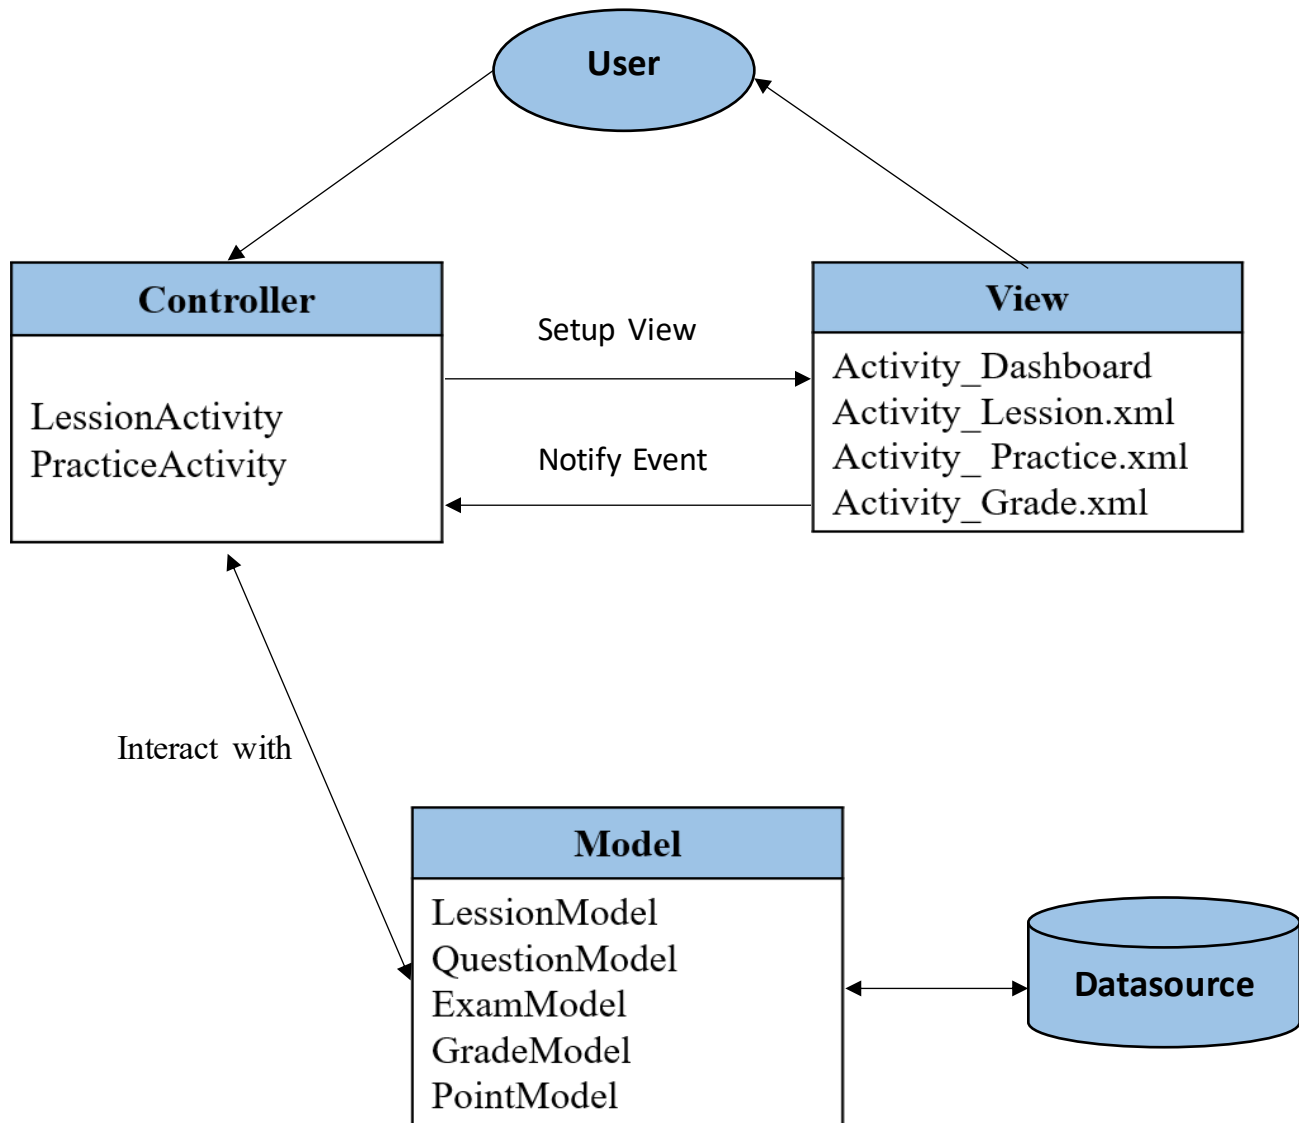 User
Controller
LessionActivity
PracticeActivity
Setup View
Notify Event
View
Activity_Dashboard
Activity_Lession.xml
Activity_ Practice.xml
Activity_Grade.xml
Interact with
Model
LessionModel
QuestionModel
ExamModel
GradeModel
PointModel
Datasource